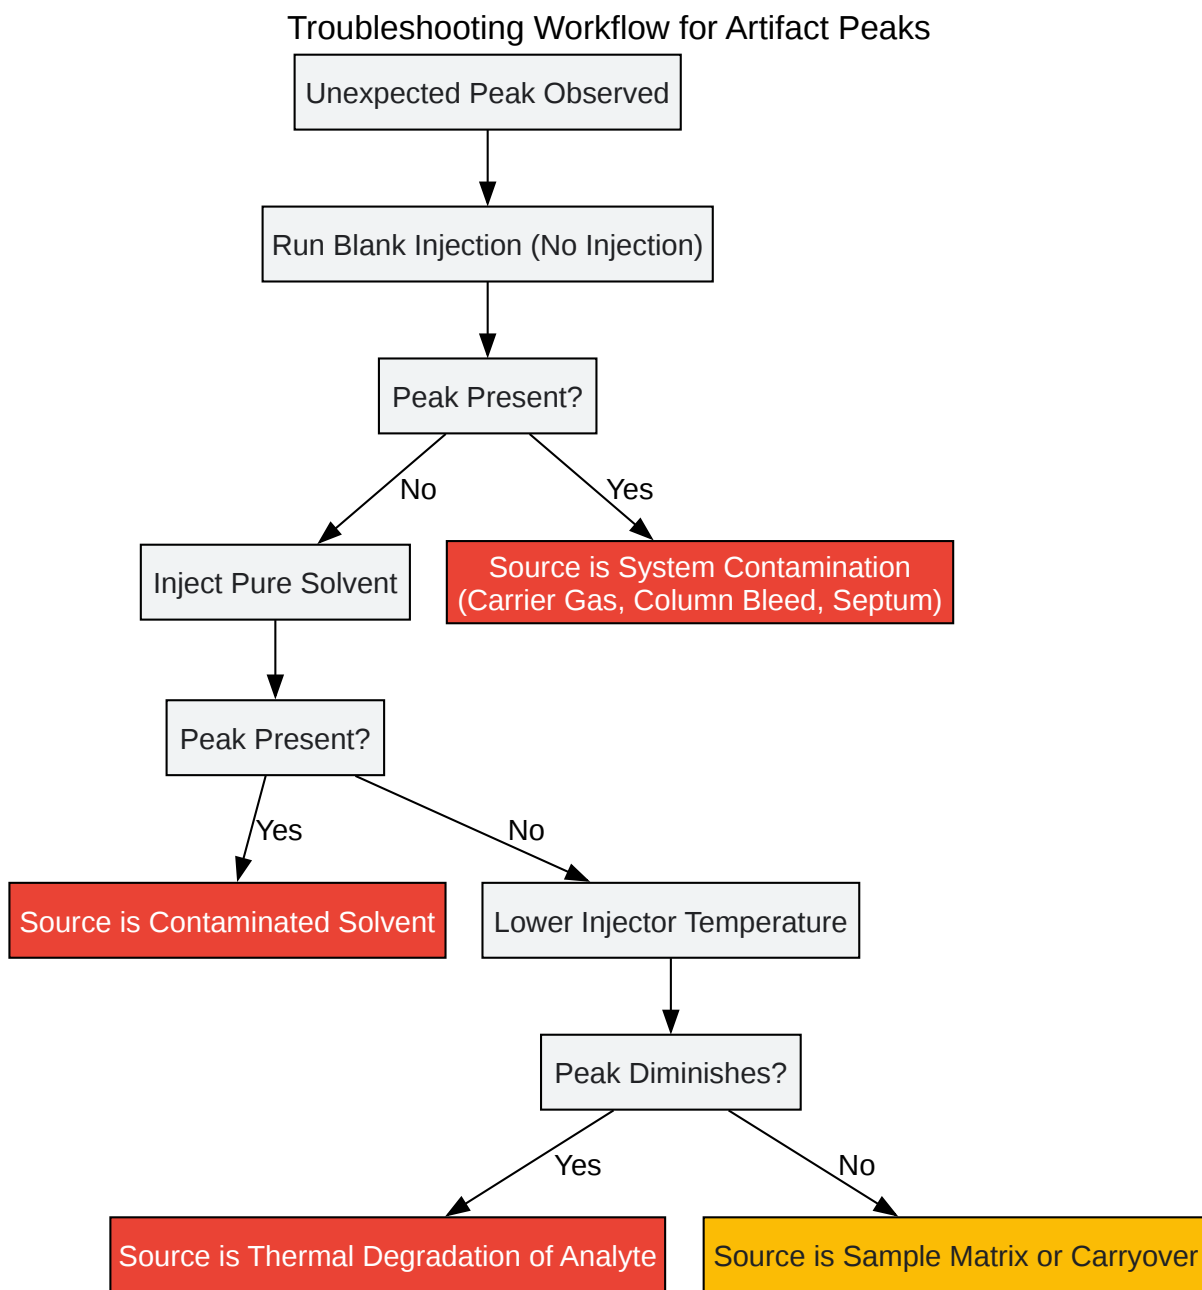 Troubleshooting Workflow for Artifact Peaks
Unexpected Peak Observed
Run Blank Injection (No Injection)
Peak Present?
No
Yes
Inject Pure Solvent
Source is System Contamination
(Carrier Gas, Column Bleed, Septum)
Peak Present?
Yes
No
Source is Contaminated Solvent
Lower Injector Temperature
Peak Diminishes?
Yes
No
Source is Thermal Degradation of Analyte
Source is Sample Matrix or Carryover